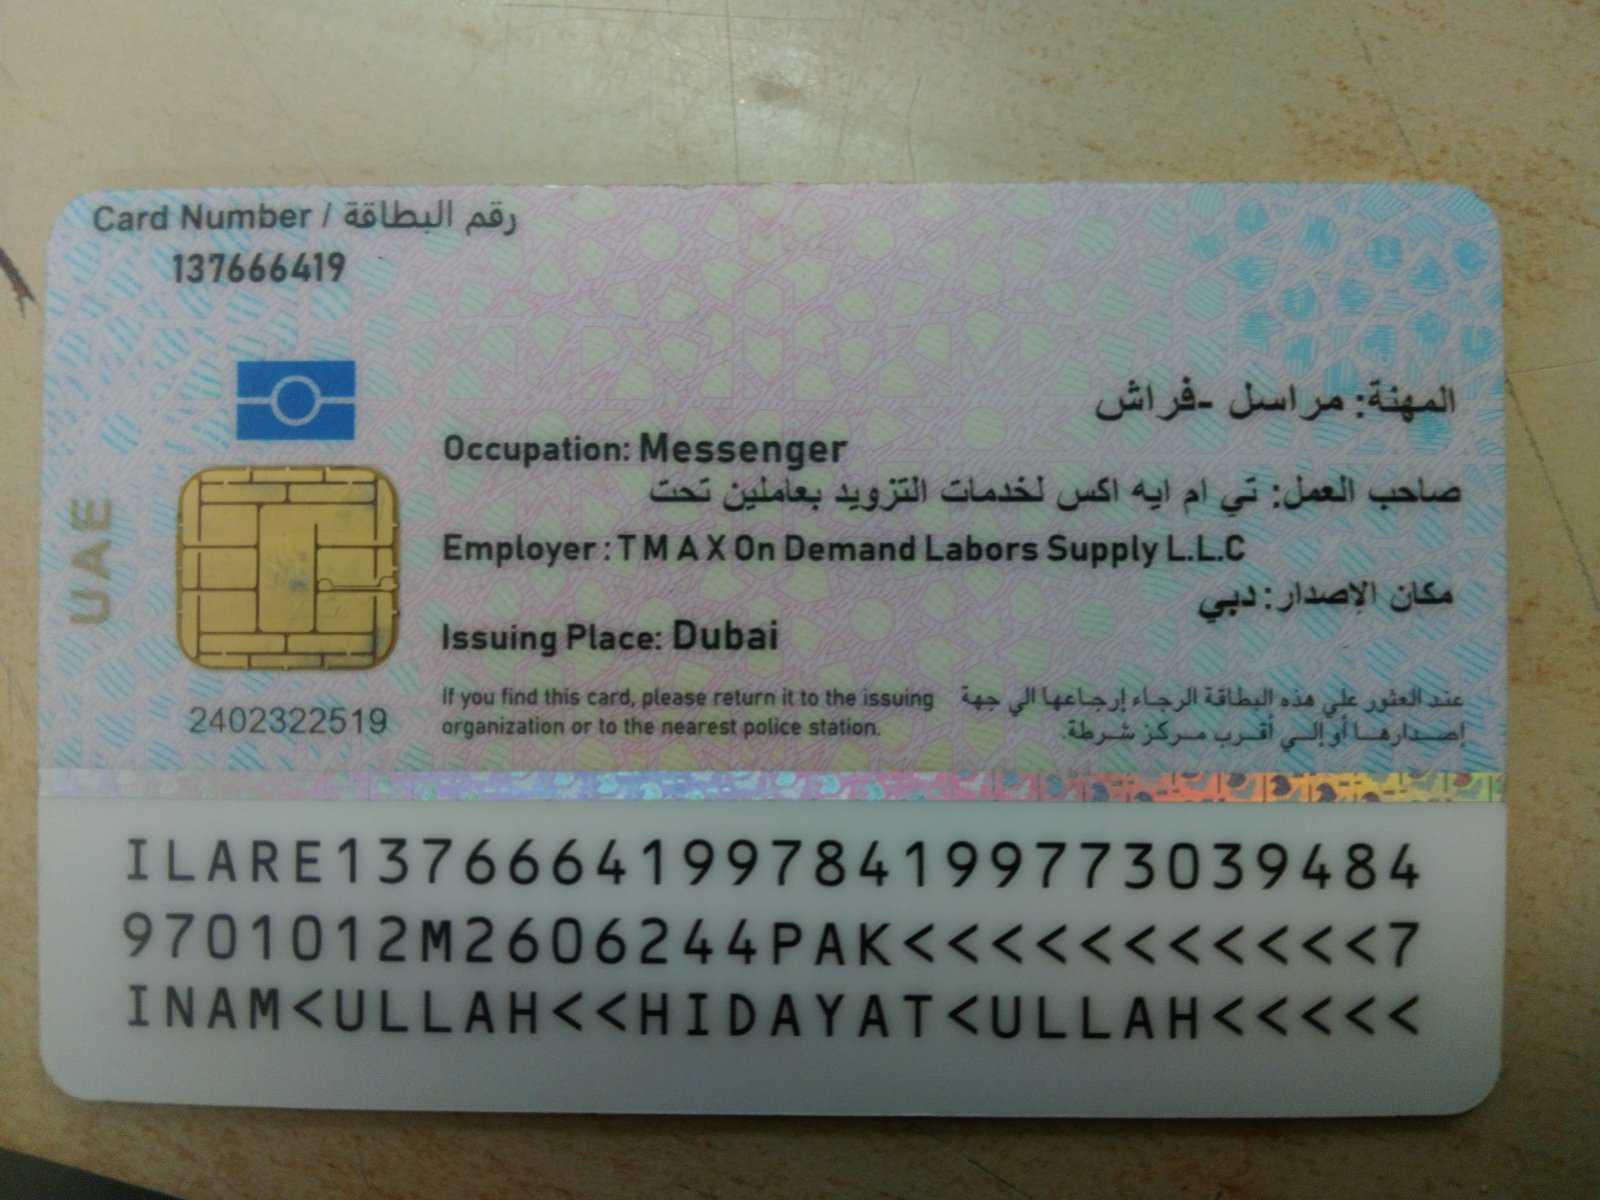 Card Number / رقم البطاقة
137666419
المهنة: مراسل -فراش
Occupation: Messenger
صاحب العمل: تي ام ايه اكس لخدمات التزويد بعاملين تحت
Employer : T M A X On Demand Labors Supply L.L.C
مكان الإصدار: دبي
Issuing Place: Dubai
UAE
2402322519
If you find this card, please return it to the issuing
organization or to the nearest police station.
عند العثور علي هذه البطاقة الرجاء إرجاعها الي جهة
إصدارها أو إلي أقرب مركز شرطة.
ILARE1376664199784199773039484
9701012M2606244PAK<<<<<<<<<<<7
INAM<ULLAH<<HIDAYAT<ULLAH<<<<<